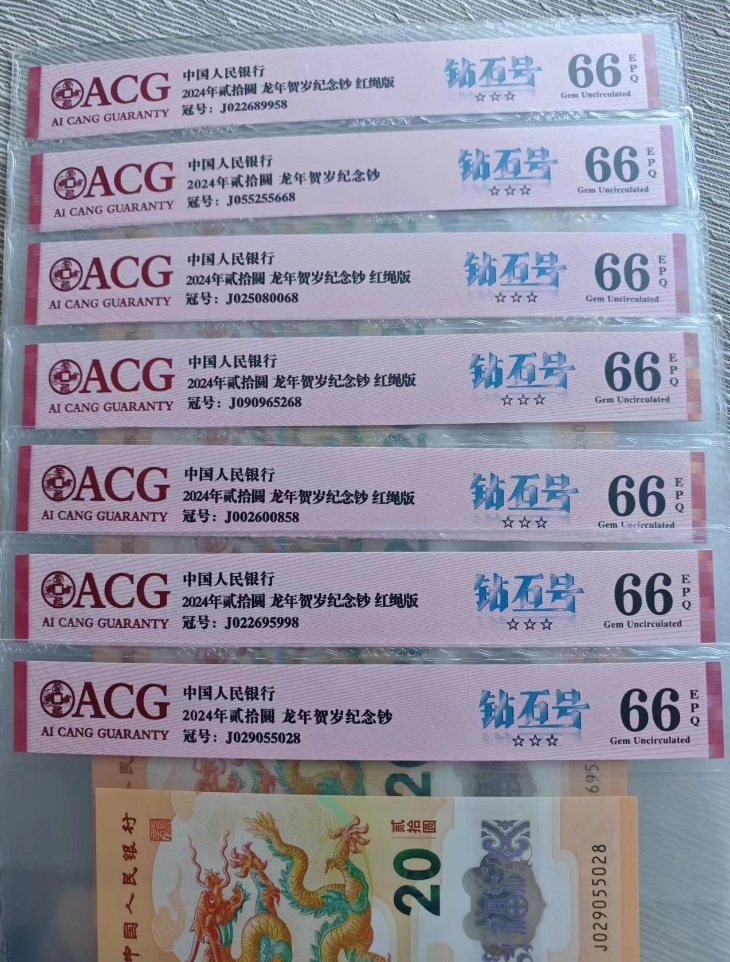 ACG
AI CANG GUARANTY
中国人民银行
2024年贰拾圆 龙年贺岁纪念钞 红绳版
冠号：J022689958
钻石号
☆☆☆
66
EPQ
Gem Uncirculated
ACG
AI CANG GUARANTY
中国人民银行
2024年贰拾圆 龙年贺岁纪念钞
冠号：J055255668
钻石号
☆☆☆
66
EPQ
Gem Uncirculated
ACG
AI CANG GUARANTY
中国人民银行
2024年贰拾圆 龙年贺岁纪念钞 红绳版
冠号：J025080068
钻石号
☆☆☆
66
EPQ
Gem Uncirculated
ACG
AI CANG GUARANTY
中国人民银行
2024年贰拾圆 龙年贺岁纪念钞 红绳版
冠号：J090965268
钻石号
☆☆☆
66
EPQ
Gem Uncirculated
ACG
AI CANG GUARANTY
中国人民银行
2024年贰拾圆 龙年贺岁纪念钞 红绳版
冠号：J002600858
钻石号
☆☆☆
66
EPQ
Gem Uncirculated
ACG
AI CANG GUARANTY
中国人民银行
2024年贰拾圆 龙年贺岁纪念钞 红绳版
冠号：J022695998
钻石号
☆☆☆
66
EPQ
Gem Uncirculated
ACG
AI CANG GUARANTY
中国人民银行
2024年贰拾圆 龙年贺岁纪念钞
冠号：J029055028
钻石号
☆☆☆
66
EPQ
Gem Uncirculated
20
695
中國人民銀行
贰拾圆
20
福
J029055028